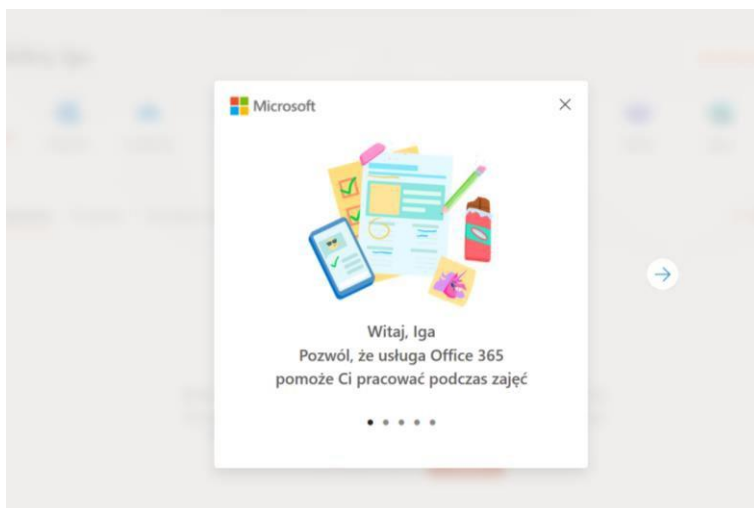 Microsoft
Witaj, Iga
Pozwól, że usługa Office 365
pomoże Ci pracować podczas zajęć